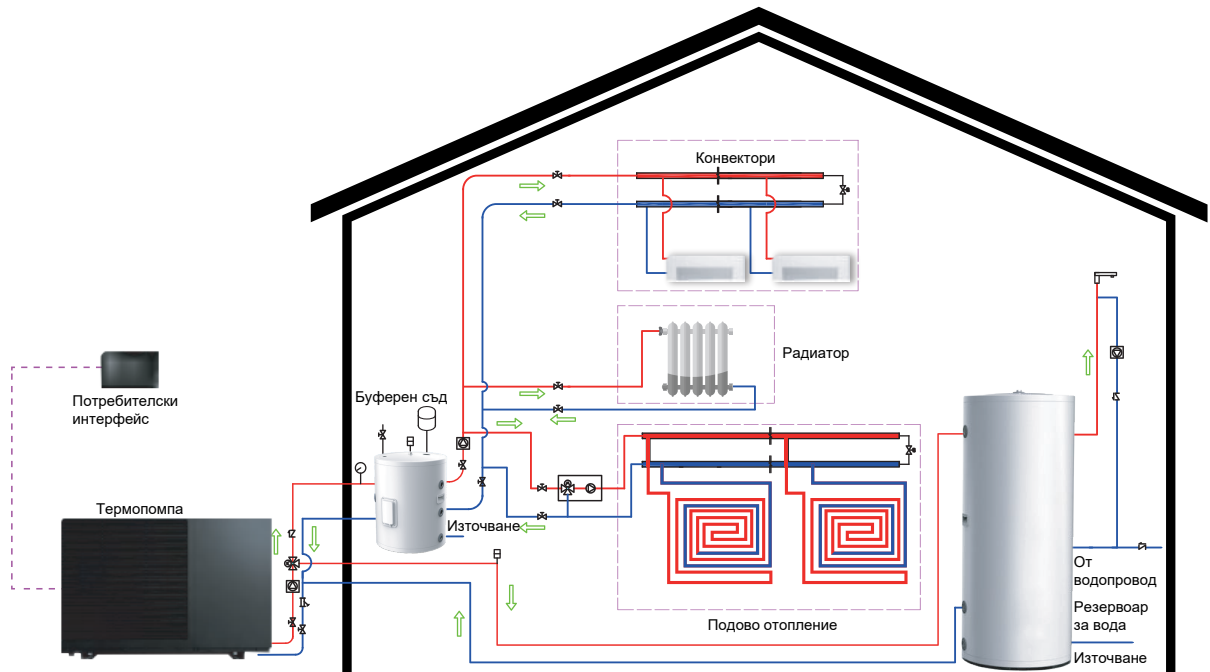 Конвектори
Радиатор
Потребителски
интерфейс
Буферен съд
Термопомпа
Източване
От
водопровод
Резервоар
за вода
Подово отопление
Източване